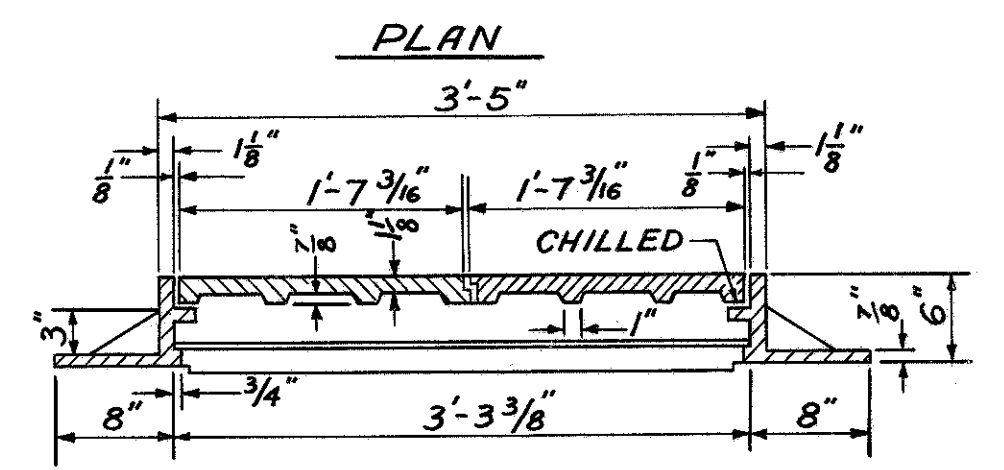 PLAN
3'-5"
1/8" 1 1/8" 1/8" 1 1/8"
1'-7 3/16" 1'-7 3/16"
7/8" 1 1/8" CHILLED
3" 1" 7/8" 6"
3/4"
8" 3'-3 3/8" 8"